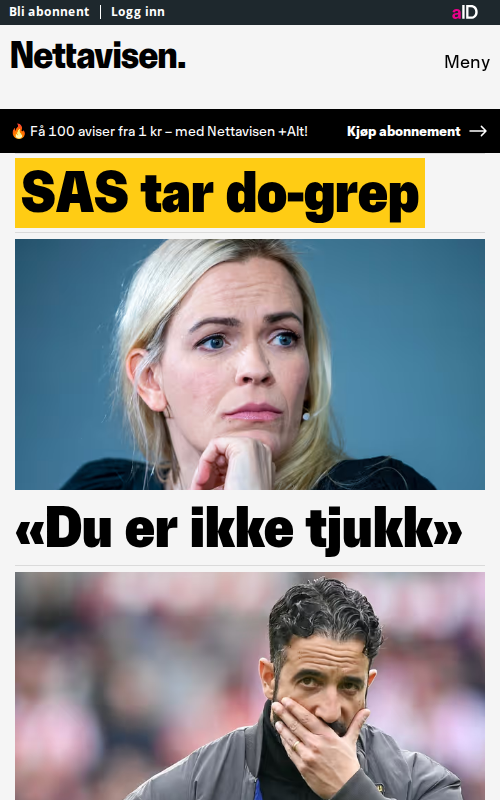 Bli abonnent | Logg inn
aID
Nettavisen.
Meny
🔥 Få 100 aviser fra 1 kr – med Nettavisen +Alt!
Kjøp abonnement →
SAS tar do-grep
«Du er ikke tjukk»